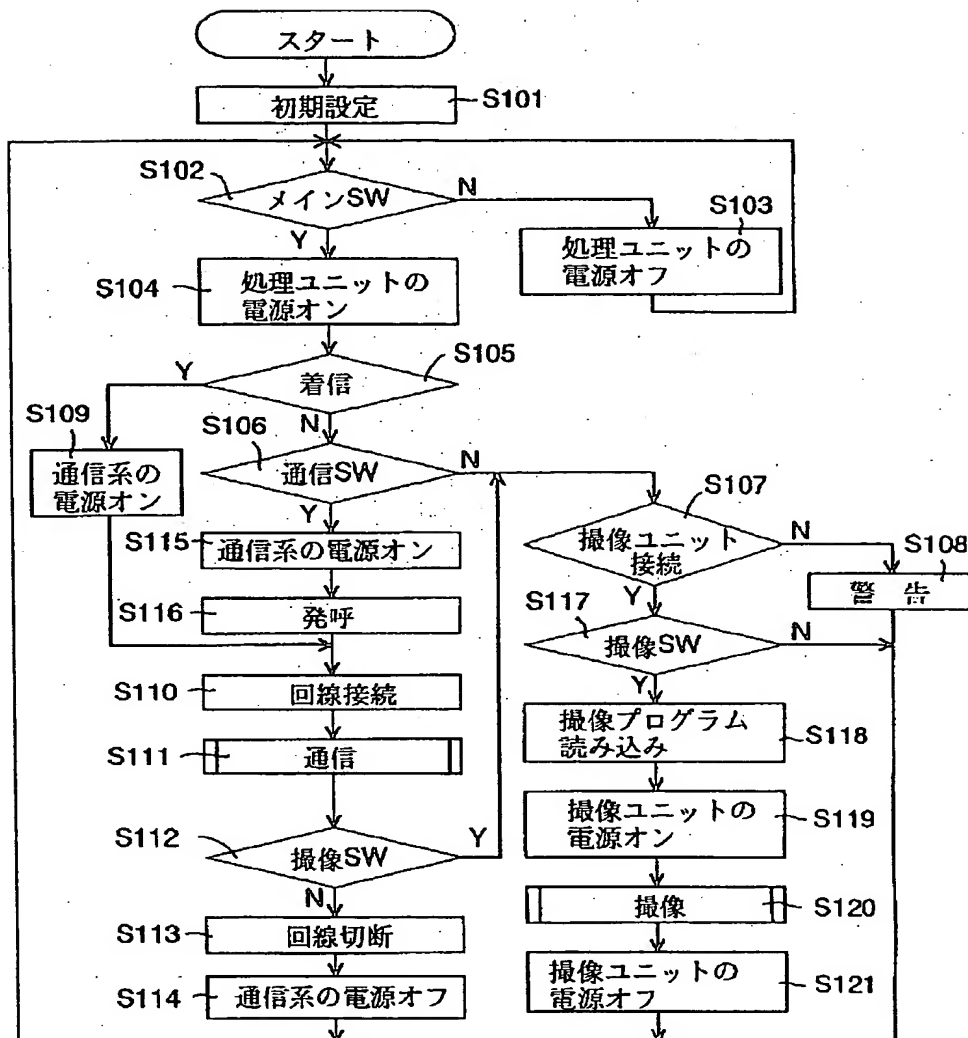 スタート
初期設定
S101
S102
メインSW
N
Y
S103
処理ユニットの
電源オフ
S104
処理ユニットの
電源オン
S105
Y
着信
N
S109
通信系の
電源オン
S106
通信SW
N
Y
S107
撮像ユニット
接続
N
Y
S108
警 告
S115
通信系の電源オン
S116
発呼
S117
撮像SW
N
Y
S110
回線接続
S118
撮像プログラム
読み込み
S111
通信
S119
撮像ユニットの
電源オン
S112
撮像SW
Y
N
S120
撮像
S113
回線切断
S121
撮像ユニットの
電源オフ
S114
通信系の電源オフ